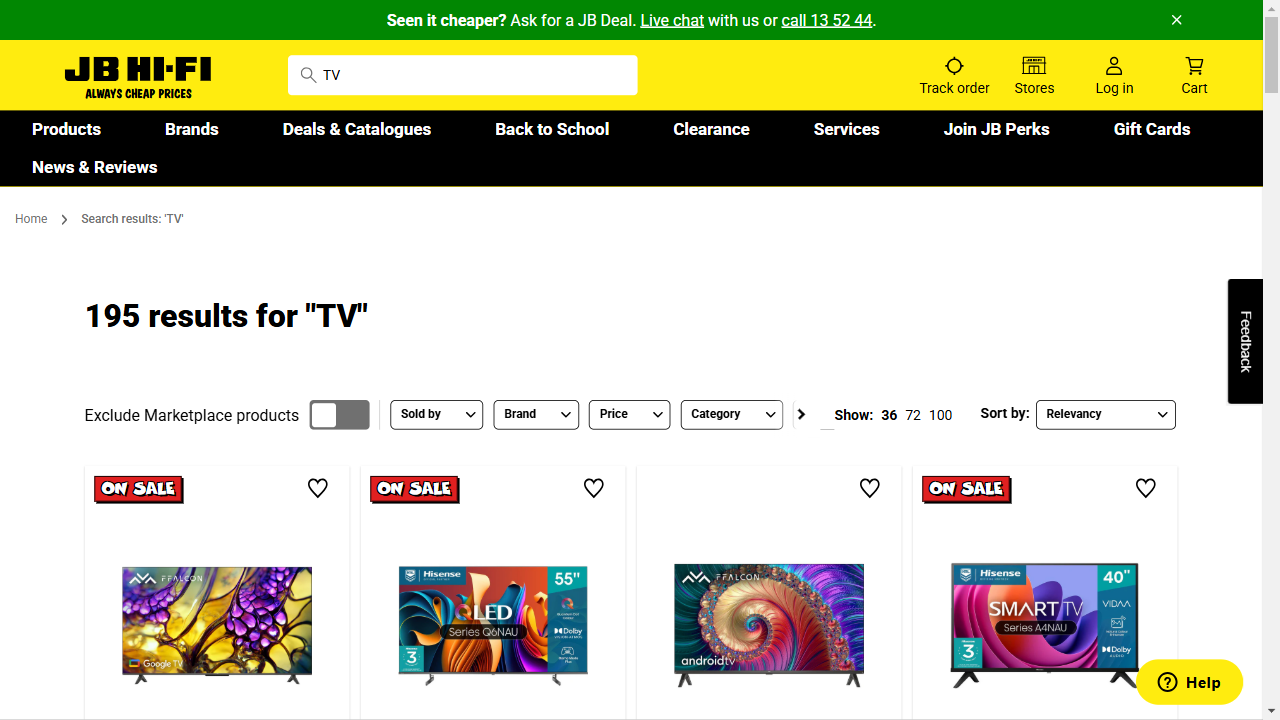 Seen it cheaper? Ask for a JB Deal. Live chat with us or call 13 52 44.
JB HI-FI
ALWAYS CHEAP PRICES
TV
Track order
Stores
Log in
Cart
Products
Brands
Deals & Catalogues
Back to School
Clearance
Services
Join JB Perks
Gift Cards
News & Reviews
Home
Search results: 'TV'
195 results for "TV"
Feedback
Exclude Marketplace products
Sold by
Brand
Price
Category
Show: 36 72 100
Sort by:
Relevancy
ON SALE
FFALCON
Google TV
ON SALE
Hisense
55"
QLED
Series Q6NAU
Dolby
3
FFALCON
androidtv
ON SALE
Hisense
40"
SMART TV
Series A4NAU
VIDAA
Dolby
AUDIO
3
Help